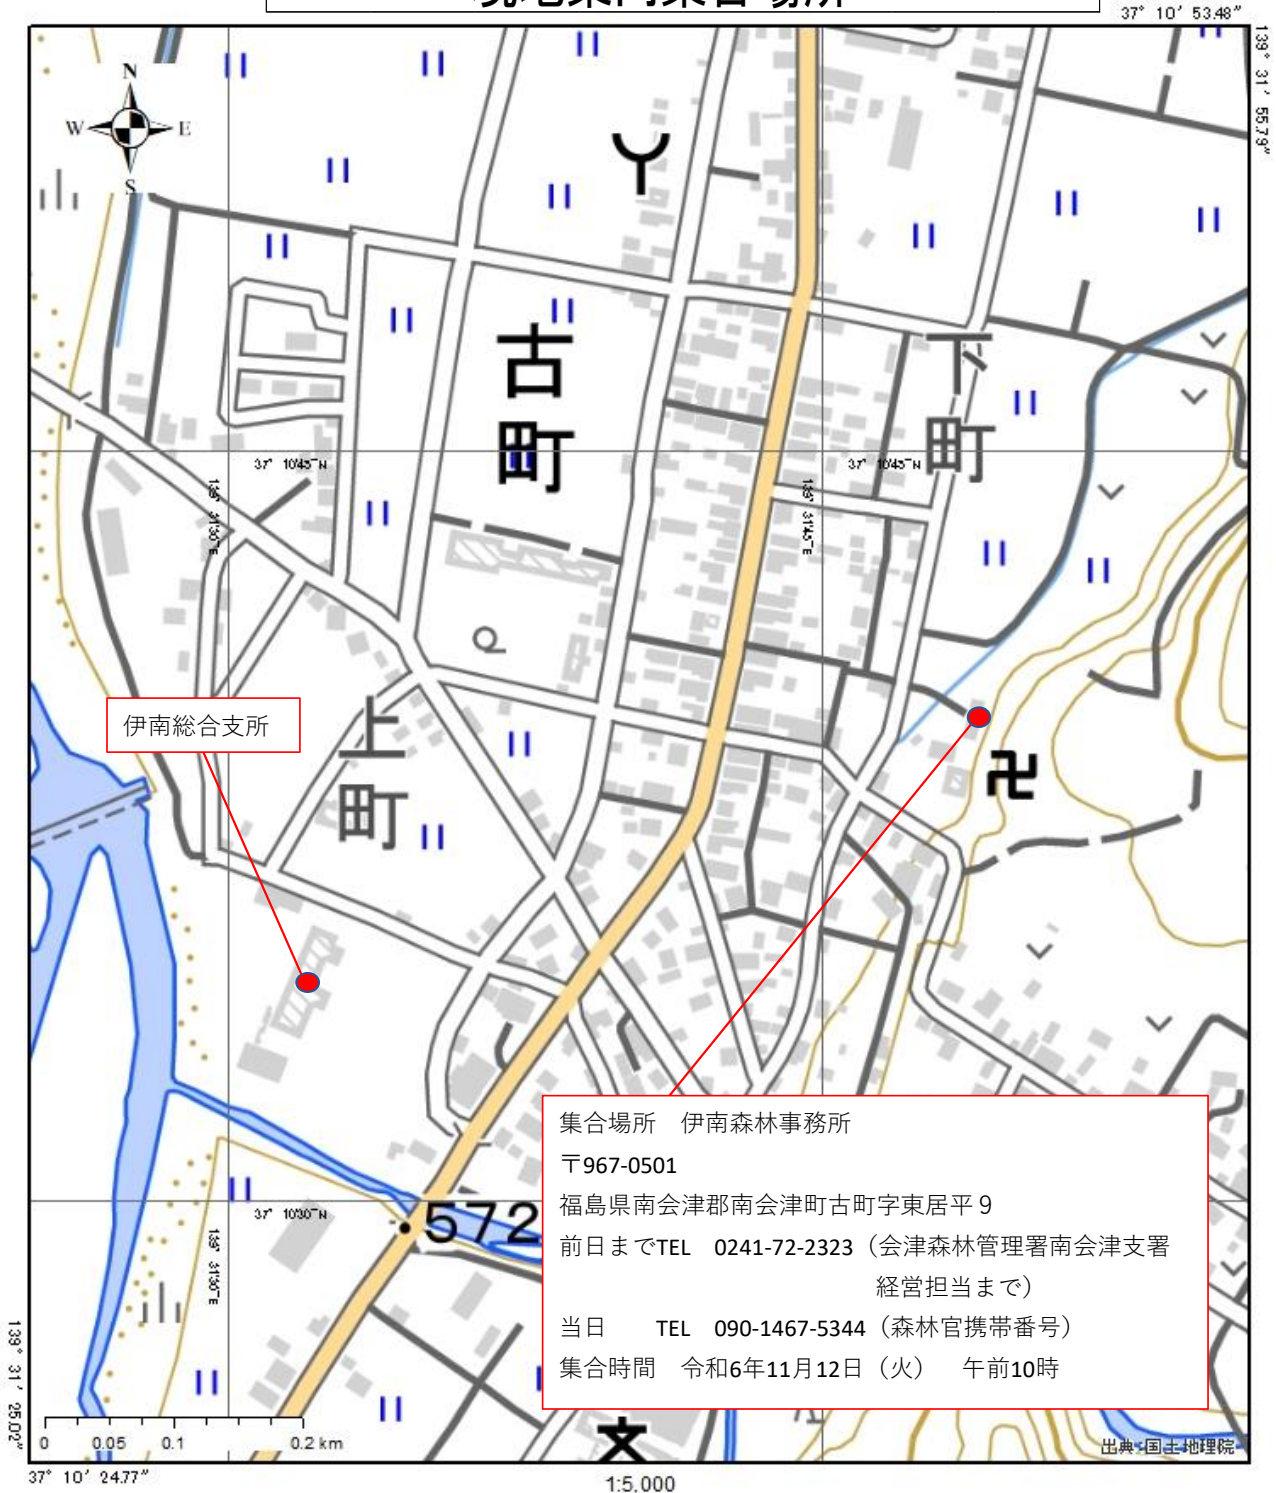 現地案内集合場所
37° 10′ 53.48″
139° 31′ 55.79″
N
W E
S
古町
下町
37° 10'45"N
37° 10'45"N
139° 31'30"E
139° 31'45"E
伊南総合支所
上町
集合場所 伊南森林事務所
〒967-0501
福島県南会津郡南会津町古町字東居平9
前日までTEL 0241-72-2323（会津森林管理署南会津支署
経営担当まで）
当日 TEL 090-1467-5344（森林官携帯番号）
集合時間 令和6年11月12日（火） 午前10時
37° 10'30"N
572
139° 31'30"E
139° 31′ 25.02″
0 0.05 0.1 0.2 km
出典:国土地理院
37° 10′ 24.77″
1:5,000